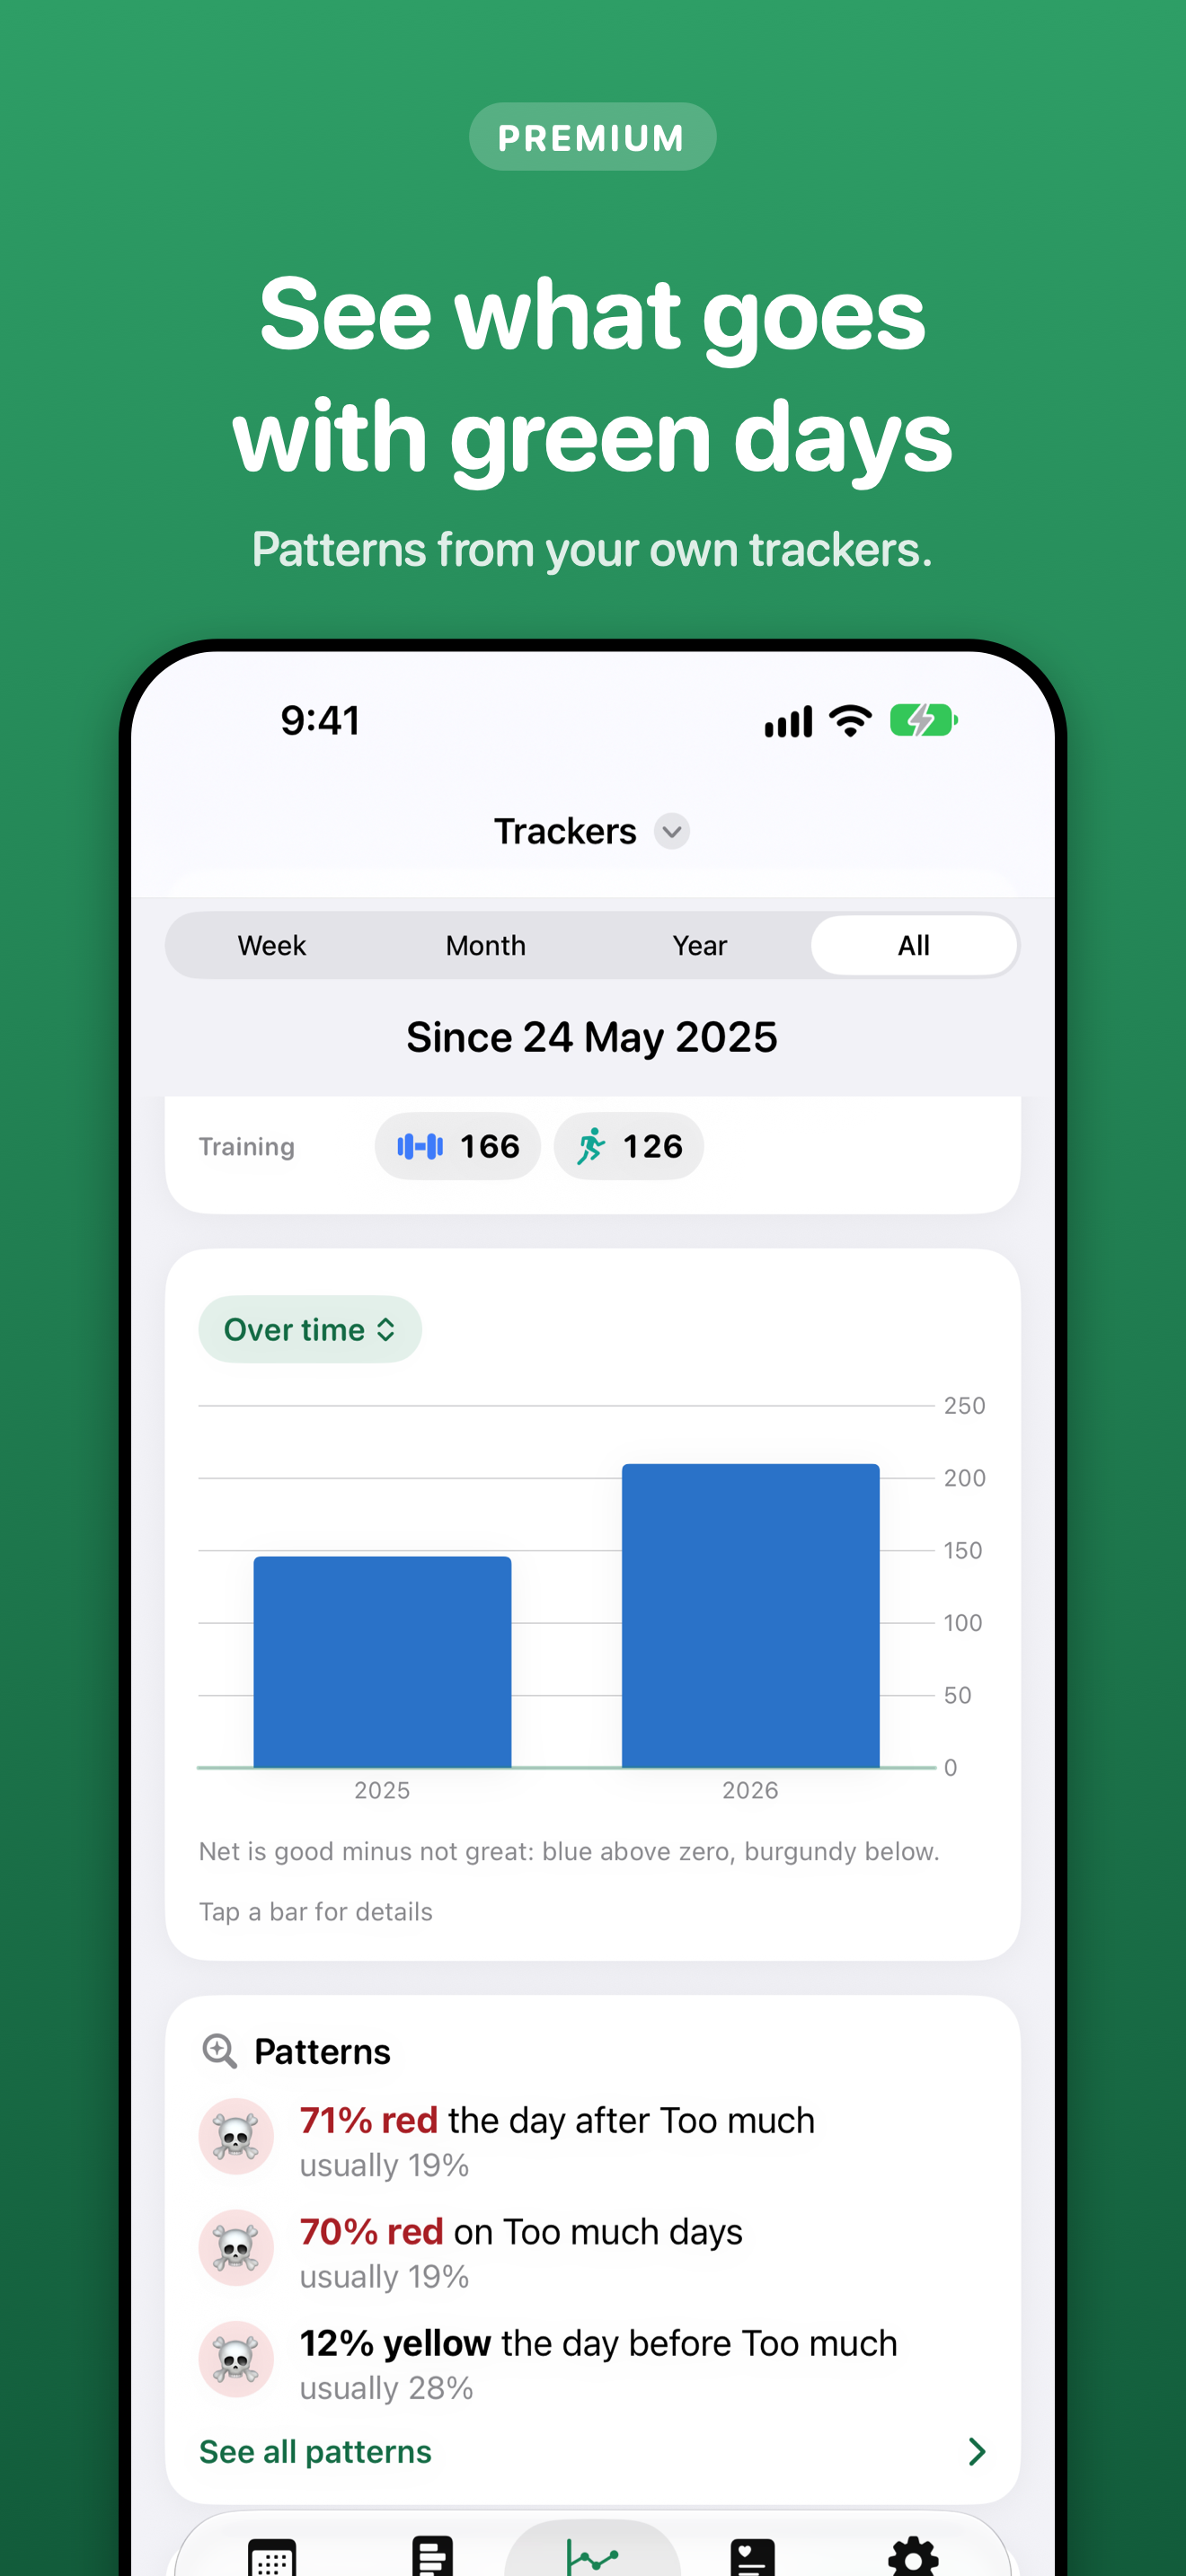 PREMIUM
See what goes
with green days
Patterns from your own trackers.
9:41
Trackers
Week Month Year All
Since 24 May 2025
Training 166 126
Over time
250
200
150
100
50
0
2025 2026
Net is good minus not great: blue above zero, burgundy below.
Tap a bar for details
Patterns
71% red the day after Too much
usually 19%
70% red on Too much days
usually 19%
12% yellow the day before Too much
usually 28%
See all patterns